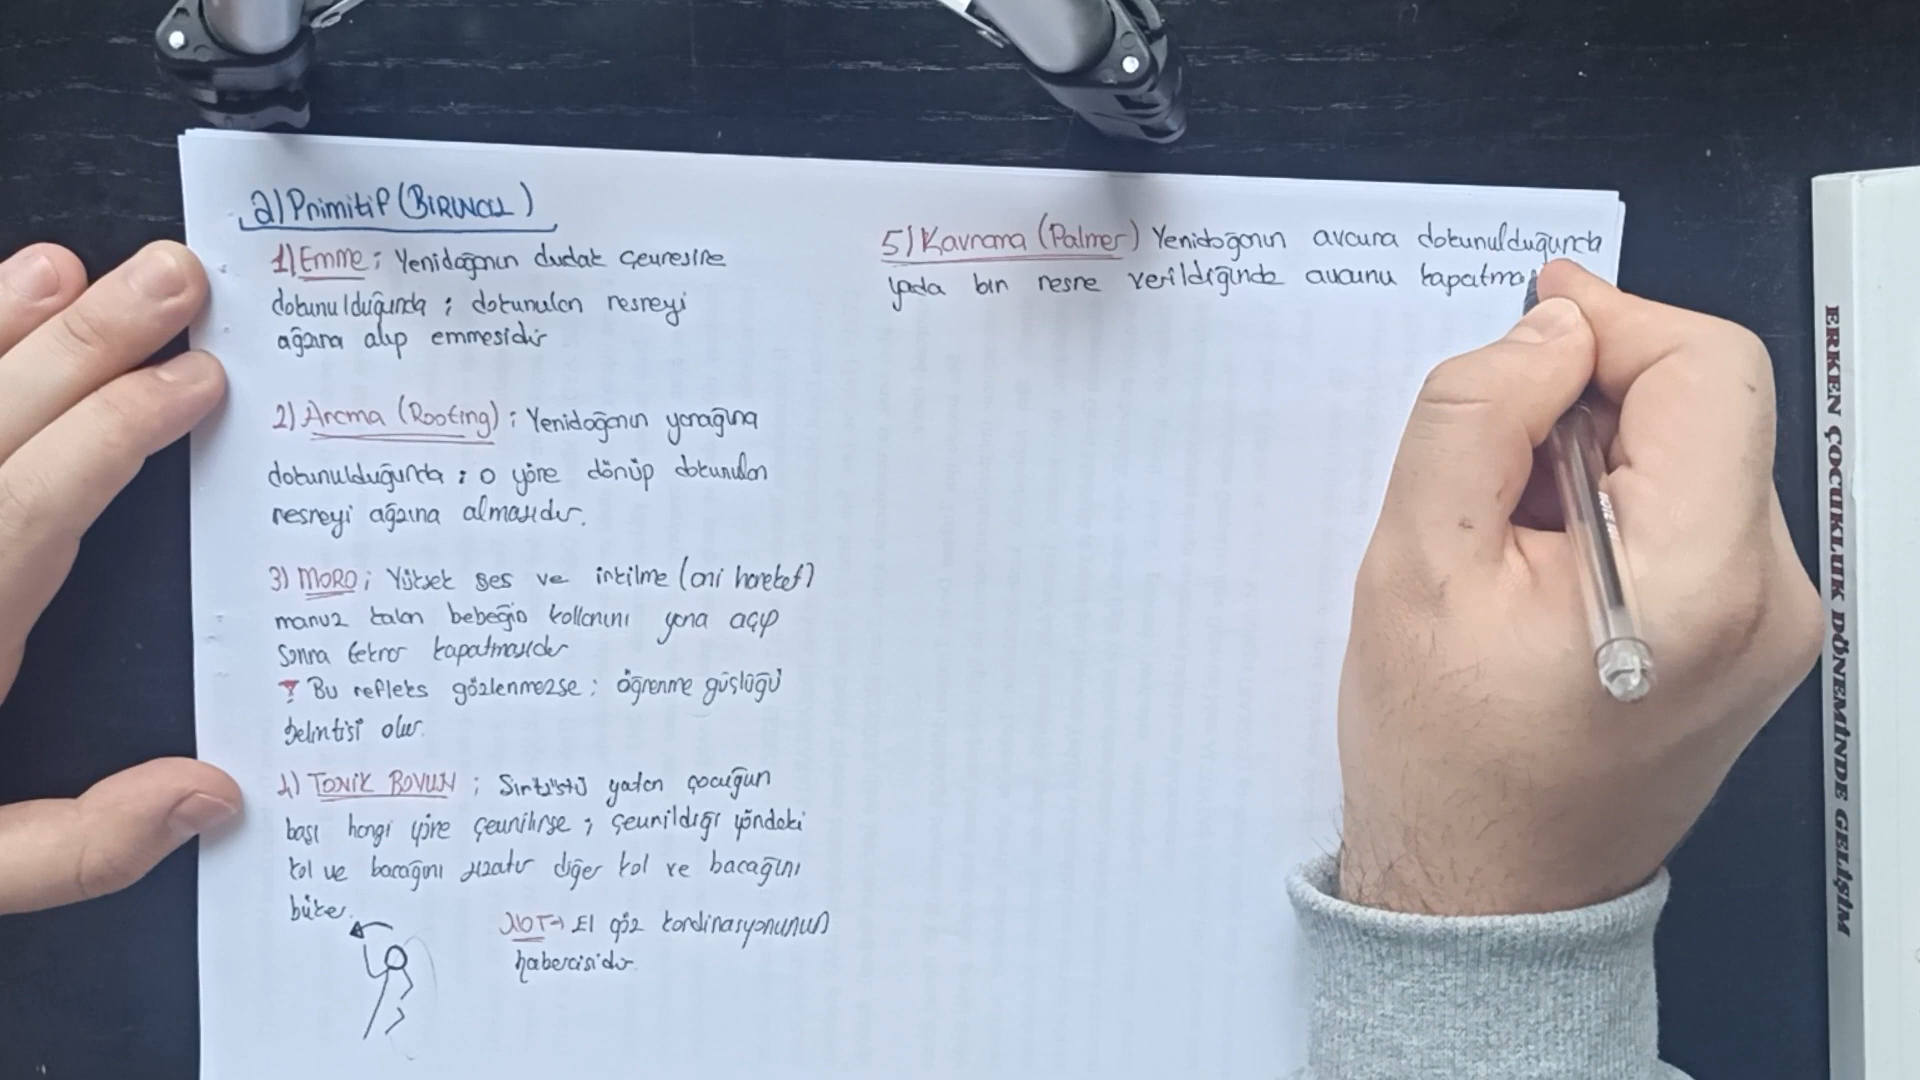 2) Primitif (BİRİNCİL)
1) Emme ; Yenidoğanın dudak çevresine
dokunulduğunda ; dokunulan nesneyi
ağzına alıp emmesidir
2) Arama (Rooting) ; Yenidoğanın yanağına
dokunulduğunda ; o yöne dönüp dokunulan
nesneyi ağzına almasıdır.
3) MORO ; Yüksek ses ve irkilme (ani hareket)
maruz kalan bebeğin kollarını yana açıp
sonra tekrar kapatmasıdır
Bu refleks gözlenmezse ; öğrenme güçlüğü
belirtisi olur.
4) TONİK BOYUN ; Sırtüstü yatan çocuğun
başı hangi yöne çevrilirse ; çevrildiği yöndeki
kol ve bacağını uzatır diğer kol ve bacağını
büker.
NOT→ El göz kordinasyonunun
habercisidir.
5) Kavrama (Palmer) Yenidoğanın avcuna dokunulduğunda
yada bir nesne verildiğinde avcunu kapatma
ERKEN ÇOCUKLUK DÖNEMİNDE GELİŞİM